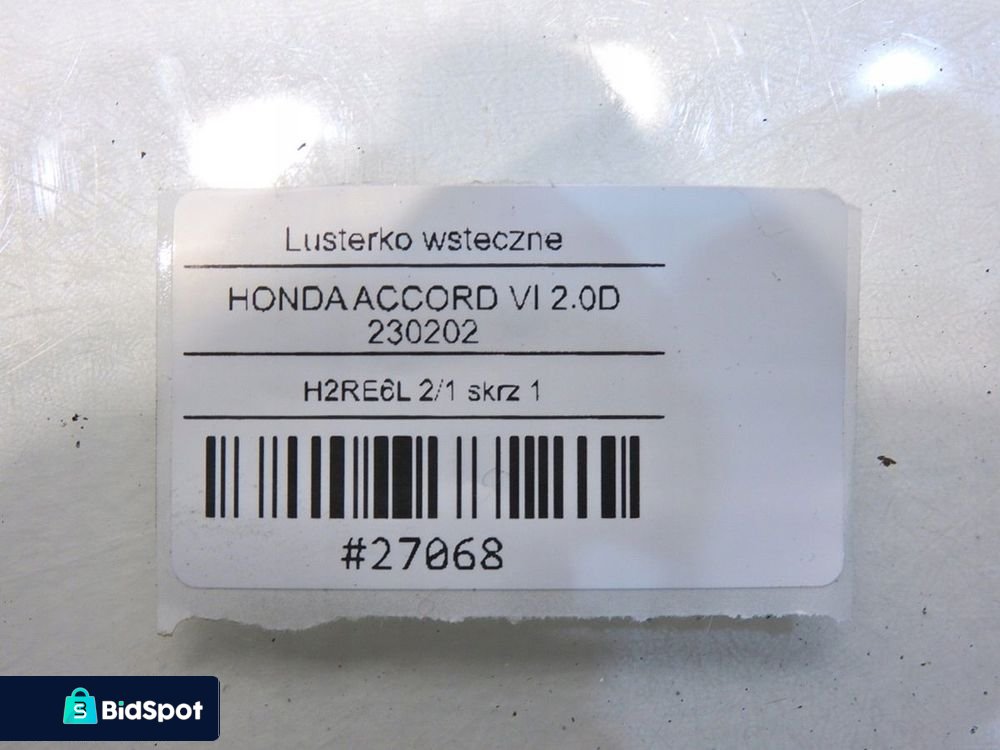 Lusterko wsteczne
HONDA ACCORD VI 2.0D
230202
H2RE6L 2/1 skrz 1
#27068
BidSpot